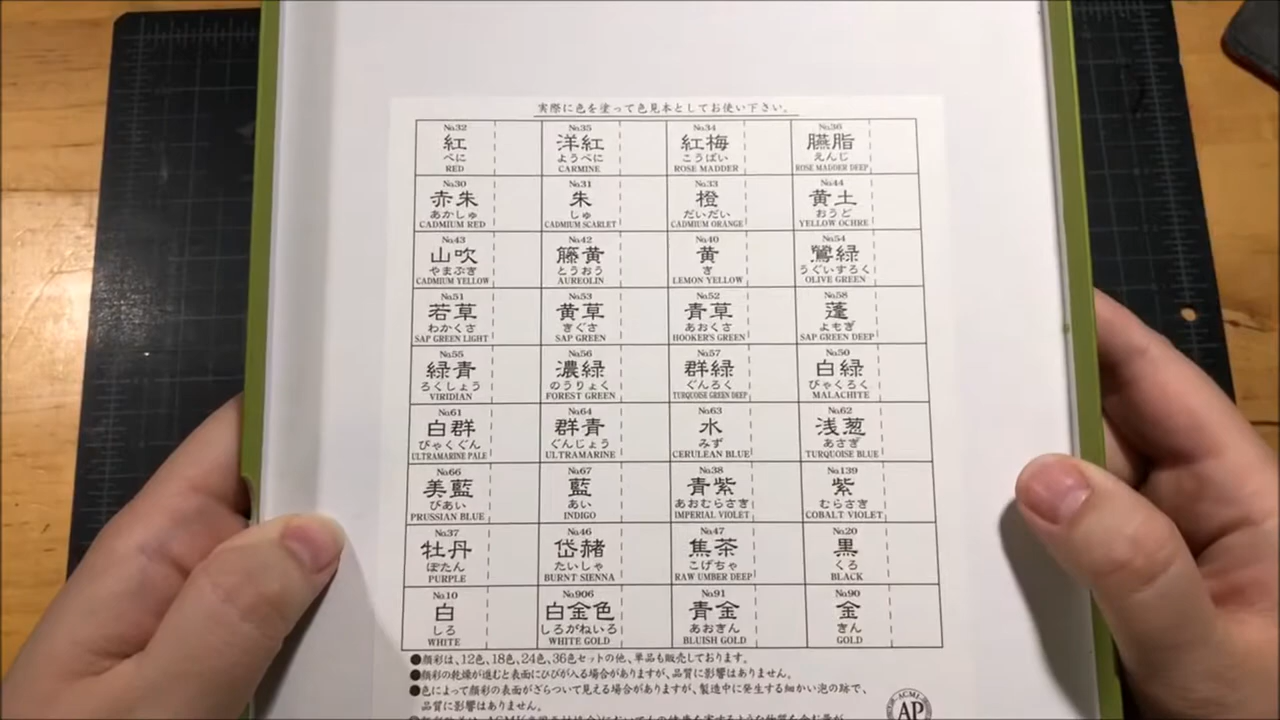 実際に色を塗って色見本としてお使い下さい。
No.32 No.35 No.34 No.36
紅 洋紅 紅梅 臙脂
べに ようべに こうばい えんじ
RED CARMINE ROSE MADDER ROSE MADDER DEEP
No.30 No.31 No.33 No.44
赤朱 朱 橙 黄土
あかしゅ しゅ だいだい おうど
CADMIUM RED CADMIUM SCARLET CADMIUM ORANGE YELLOW OCHRE
No.43 No.42 No.40 No.54
山吹 籐黄 黄 鶯緑
やまぶき とうおう き うぐいすろく
CADMIUM YELLOW AUREOLIN LEMON YELLOW OLIVE GREEN
No.51 No.53 No.52 No.58
若草 黄草 青草 蓬
わかくさ きぐさ あおくさ よもぎ
SAP GREEN LIGHT SAP GREEN HOOKER'S GREEN SAP GREEN DEEP
No.55 No.56 No.57 No.50
緑青 濃緑 群緑 白緑
ろくしょう のうりょく ぐんろく びゃくろく
VIRIDIAN FOREST GREEN TURQUOISE GREEN DEEP MALACHITE
No.61 No.64 No.63 No.62
白群 群青 水 浅葱
びゃくぐん ぐんじょう みず あさぎ
ULTRAMARINE PALE ULTRAMARINE CERULEAN BLUE TURQUOISE BLUE
No.66 No.67 No.38 No.139
美藍 藍 青紫 紫
びあい あい あおむらさき むらさき
PRUSSIAN BLUE INDIGO IMPERIAL VIOLET COBALT VIOLET
No.37 No.46 No.47 No.20
牡丹 岱赭 焦茶 黒
ぼたん たいしゃ こげちゃ くろ
PURPLE BURNT SIENNA RAW UMBER DEEP BLACK
No.10 No.906 No.91 No.90
白 白金色 青金 金
しろ しろがねいろ あおきん きん
WHITE WHITE GOLD BLUISH GOLD GOLD
●顔彩は、12色、18色、24色、36色セットの他、単品も販売しております。
●顔彩の乾燥が進むと表面にひびが入る場合がありますが、品質に影響はありません。
●色によって顔彩の表面がざらついて見える場合がありますが、製造中に発生する細かい泡の跡で、
品質に影響はありません。
ACMI
AP